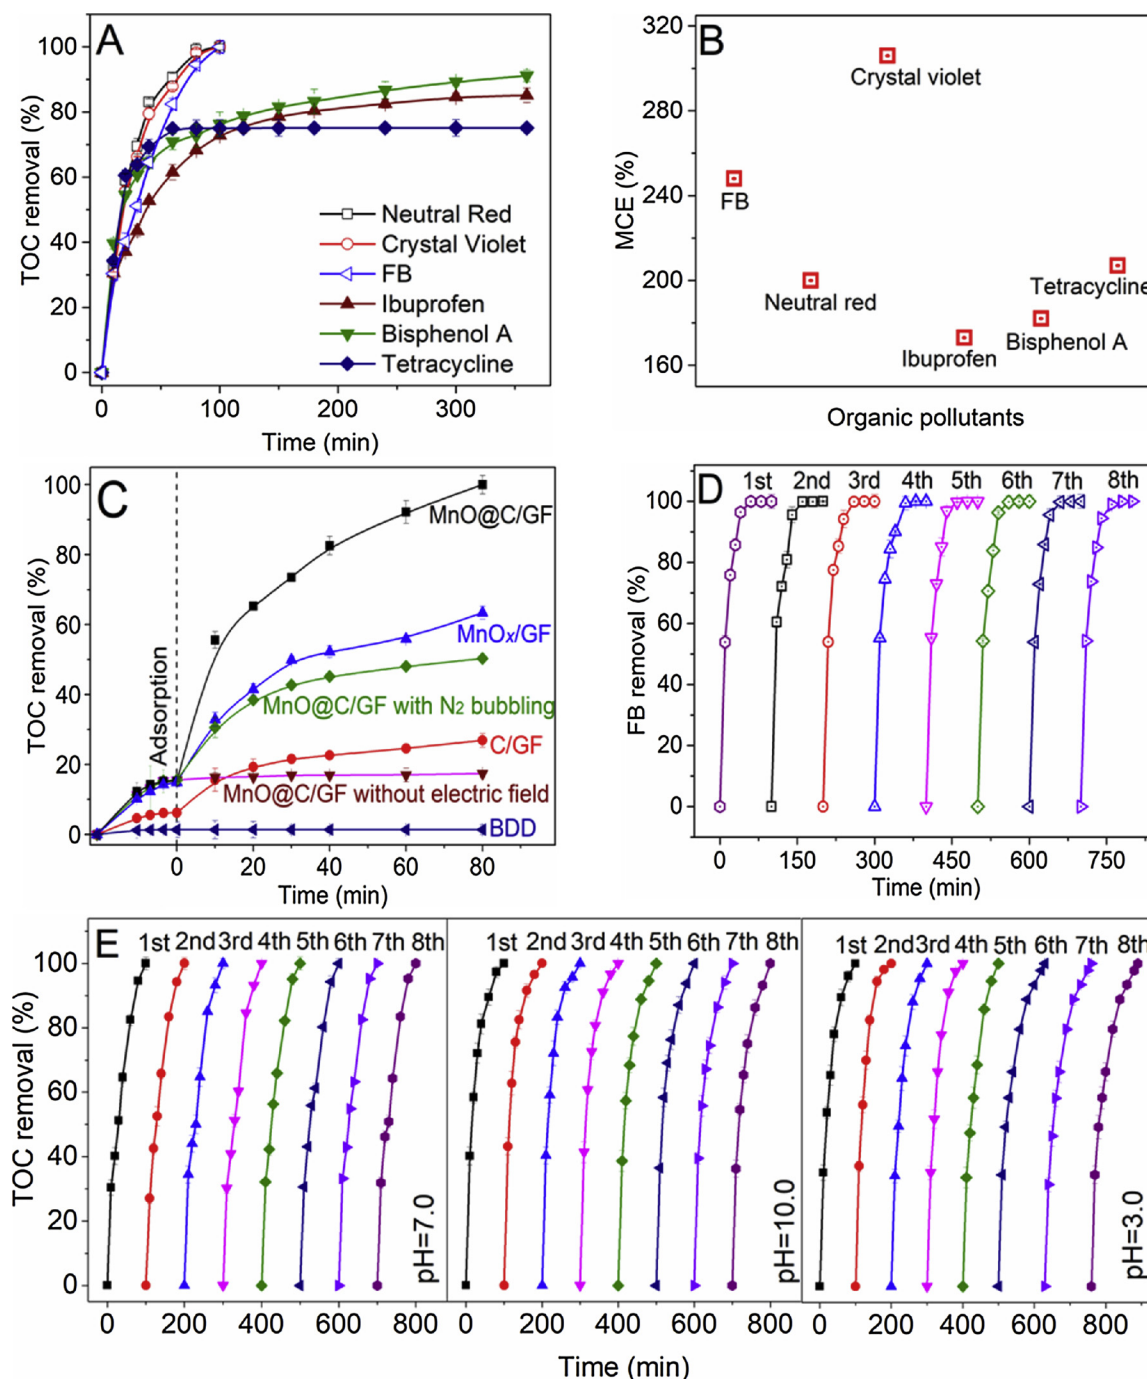 A
TOC removal (%)
100
80
60
40
20
0
Neutral Red
Crystal Violet
FB
Ibuprofen
Bisphenol A
Tetracycline
0 100 200 300
Time (min)
B
MCE (%)
320
280
240
200
160
Crystal violet
FB
Neutral red
Tetracycline
Bisphenol A
Ibuprofen
Organic pollutants
C
TOC removal (%)
100
80
60
40
20
0
Adsorption
MnO@C/GF
MnOx/GF
MnO@C/GF with N2 bubbling
C/GF
MnO@C/GF without electric field
BDD
0 20 40 60 80
Time (min)
D
FB removal (%)
100
80
60
40
20
0
1st 2nd 3rd 4th 5th 6th 7th 8th
0 150 300 450 600 750
Time (min)
E
TOC removal (%)
100
80
60
40
20
0
1st 2nd 3rd 4th 5th 6th 7th 8th
pH=7.0
0 200 400 600 800
1st 2nd 3rd 4th 5th 6th 7th 8th
pH=10.0
0 200 400 600 800
1st 2nd 3rd 4th 5th 6th 7th 8th
pH=3.0
0 200 400 600 800
Time (min)